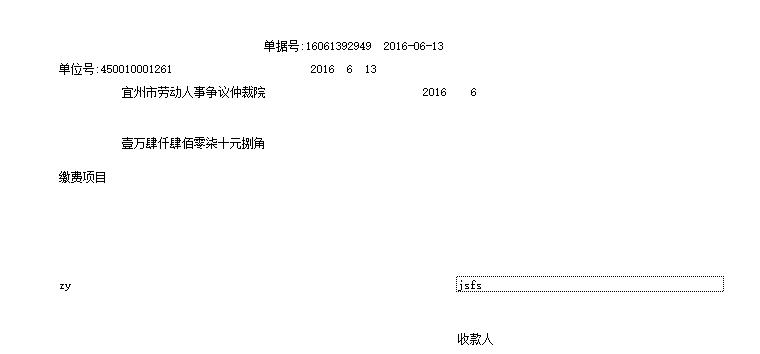 单据号:16061392949 2016-06-13
单位号:450010001261 2016 6 13
宜州市劳动人事争议仲裁院 2016 6
壹万肆仟肆佰零柒十元捌角
缴费项目
zy jsfs
收款人